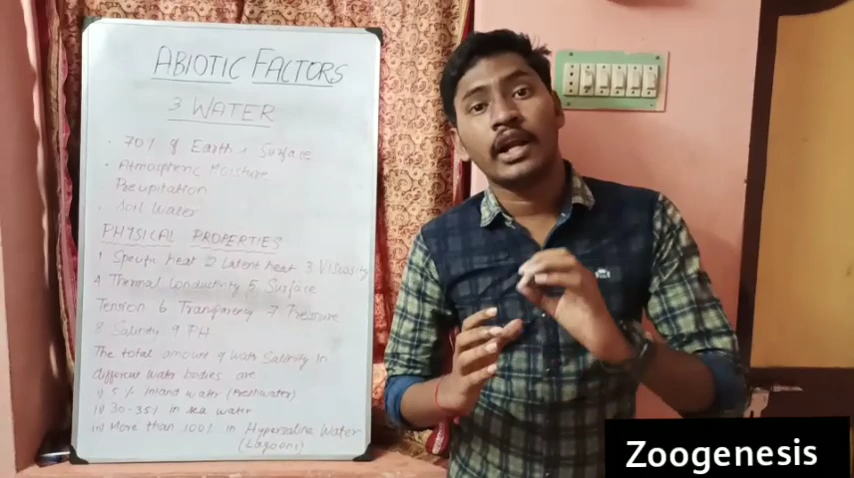 ABIOTIC FACTORS
3 WATER
· 70% of Earth's Surface
· Atmospheric Moisture
· Precipitation
· Soil Water
PHYSICAL PROPERTIES
1 Specific heat 2 Latent heat 3 Viscosity
4 Thermal Conductivity 5 Surface
Tension 6 Transparency 7 Pressure
8 Salinity 9 PH
The total amount of Water Salinity in
different water bodies are
i) 5% inland water (freshwater)
ii) 30-35% in sea water
iii) More than 100% in Hypersaline Water
(Lagoons)
Zoogenesis